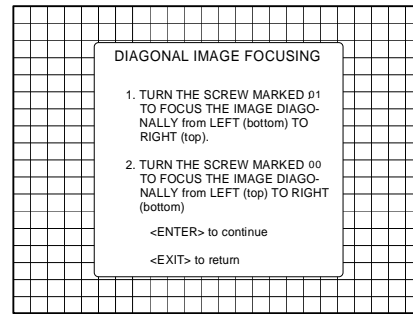 DIAGONAL IMAGE FOCUSING
1. TURN THE SCREW MARKED 01
TO FOCUS THE IMAGE DIAGO-
NALLY from LEFT (bottom) TO
RIGHT (top).
2. TURN THE SCREW MARKED 00
TO FOCUS THE IMAGE DIAGO-
NALLY from LEFT (top) TO RIGHT
(bottom)
<ENTER> to continue
<EXIT> to return